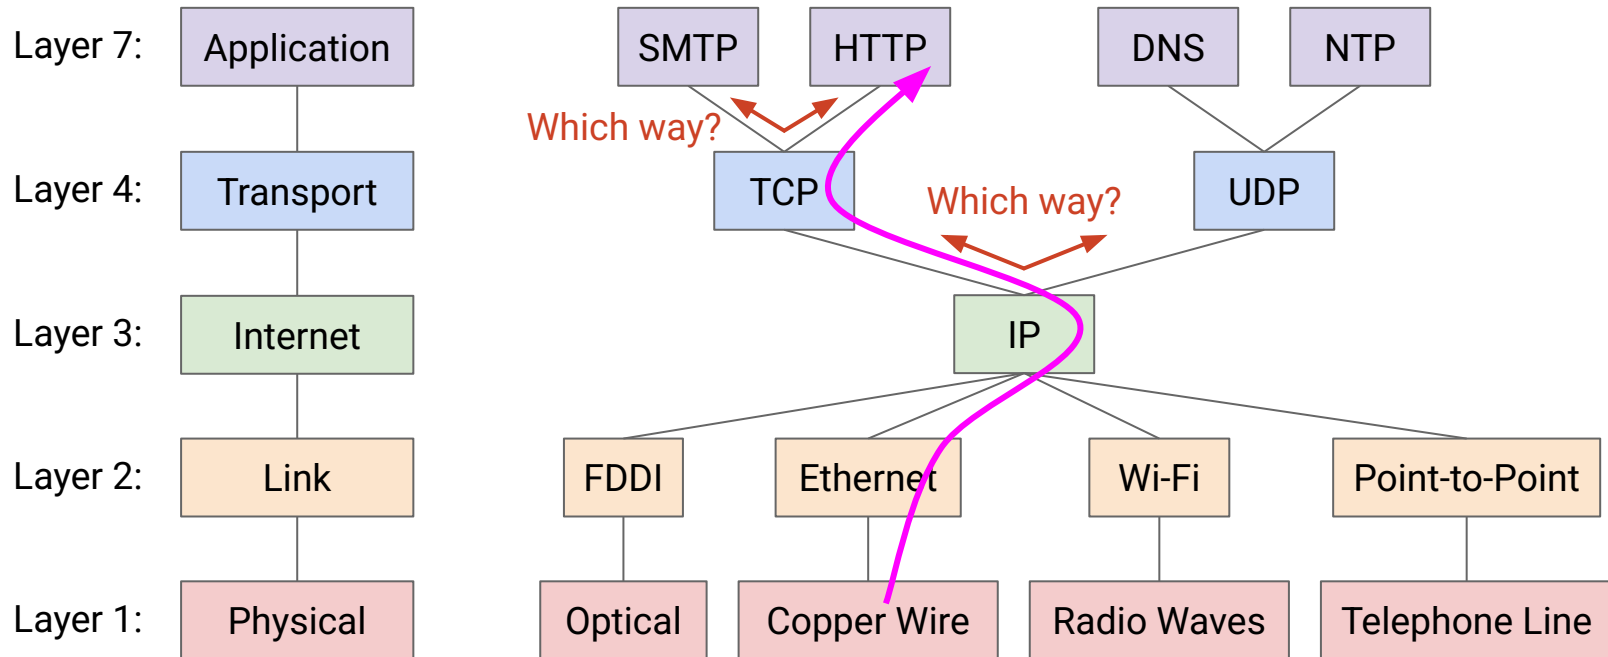 Layer 7: Application SMTP HTTP DNS NTP
Which way?
Layer 4: Transport TCP UDP
Which way?
Layer 3: Internet IP
Layer 2: Link FDDI Ethernet Wi-Fi Point-to-Point
Layer 1: Physical Optical Copper Wire Radio Waves Telephone Line